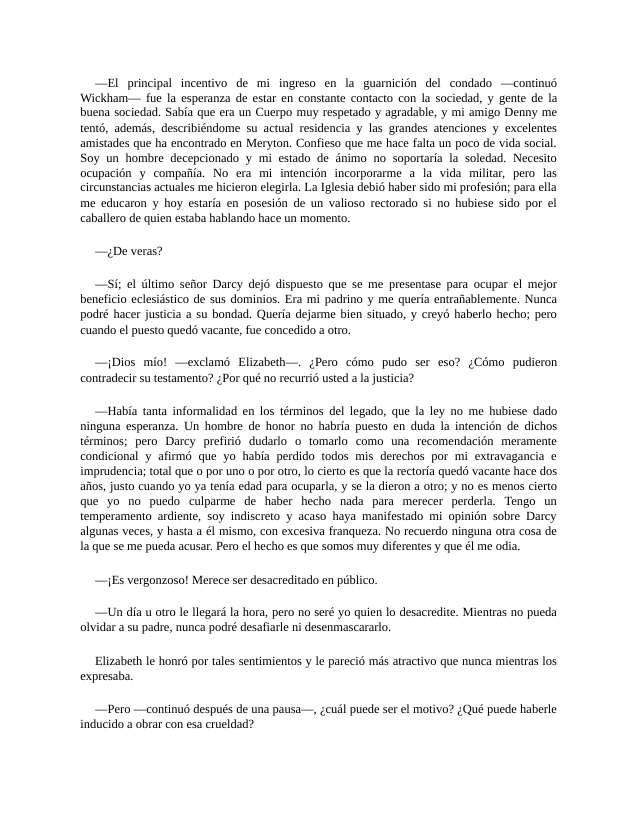 —El principal incentivo de mi ingreso en la guarnición del condado —continuó
Wickham— fue la esperanza de estar en constante contacto con la sociedad, y gente de la
buena sociedad. Sabía que era un Cuerpo muy respetado y agradable, y mi amigo Denny me
tentó, además, describiéndome su actual residencia y las grandes atenciones y excelentes
amistades que ha encontrado en Meryton. Confieso que me hace falta un poco de vida social.
Soy un hombre decepcionado y mi estado de ánimo no soportaría la soledad. Necesito
ocupación y compañía. No era mi intención incorporarme a la vida militar, pero las
circunstancias actuales me hicieron elegirla. La Iglesia debió haber sido mi profesión; para ella
me educaron y hoy estaría en posesión de un valioso rectorado si no hubiese sido por el
caballero de quien estaba hablando hace un momento.
—¿De veras?
—Sí; el último señor Darcy dejó dispuesto que se me presentase para ocupar el mejor
beneficio eclesiástico de sus dominios. Era mi padrino y me quería entrañablemente. Nunca
podré hacer justicia a su bondad. Quería dejarme bien situado, y creyó haberlo hecho; pero
cuando el puesto quedó vacante, fue concedido a otro.
—¡Dios mío! —exclamó Elizabeth—. ¿Pero cómo pudo ser eso? ¿Cómo pudieron
contradecir su testamento? ¿Por qué no recurrió usted a la justicia?
—Había tanta informalidad en los términos del legado, que la ley no me hubiese dado
ninguna esperanza. Un hombre de honor no habría puesto en duda la intención de dichos
términos; pero Darcy prefirió dudarlo o tomarlo como una recomendación meramente
condicional y afirmó que yo había perdido todos mis derechos por mi extravagancia e
imprudencia; total que o por uno o por otro, lo cierto es que la rectoría quedó vacante hace dos
años, justo cuando yo ya tenía edad para ocuparla, y se la dieron a otro; y no es menos cierto
que yo no puedo culparme de haber hecho nada para merecer perderla. Tengo un
temperamento ardiente, soy indiscreto y acaso haya manifestado mi opinión sobre Darcy
algunas veces, y hasta a él mismo, con excesiva franqueza. No recuerdo ninguna otra cosa de
la que se me pueda acusar. Pero el hecho es que somos muy diferentes y que él me odia.
—¡Es vergonzoso! Merece ser desacreditado en público.
—Un día u otro le llegará la hora, pero no seré yo quien lo desacredite. Mientras no pueda
olvidar a su padre, nunca podré desafiarle ni desenmascararlo.
Elizabeth le honró por tales sentimientos y le pareció más atractivo que nunca mientras los
expresaba.
—Pero —continuó después de una pausa—, ¿cuál puede ser el motivo? ¿Qué puede haberle
inducido a obrar con esa crueldad?